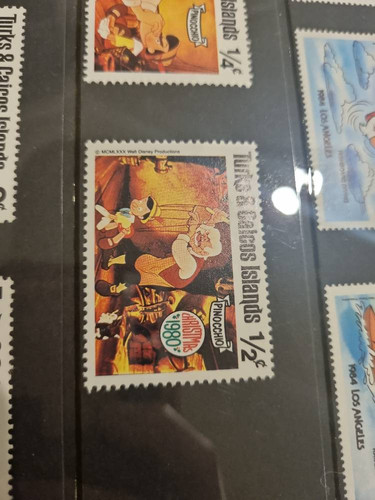 Turks & Caicos Islands
Islands
PINOCCHIO
1/4¢
© MCMLXXX Walt Disney Productions
Turks & Caicos Islands
PINOCCHIO
CHRISTMAS
1980
1/2¢
1984 LOS ANGELES
1984 LOS ANGELES